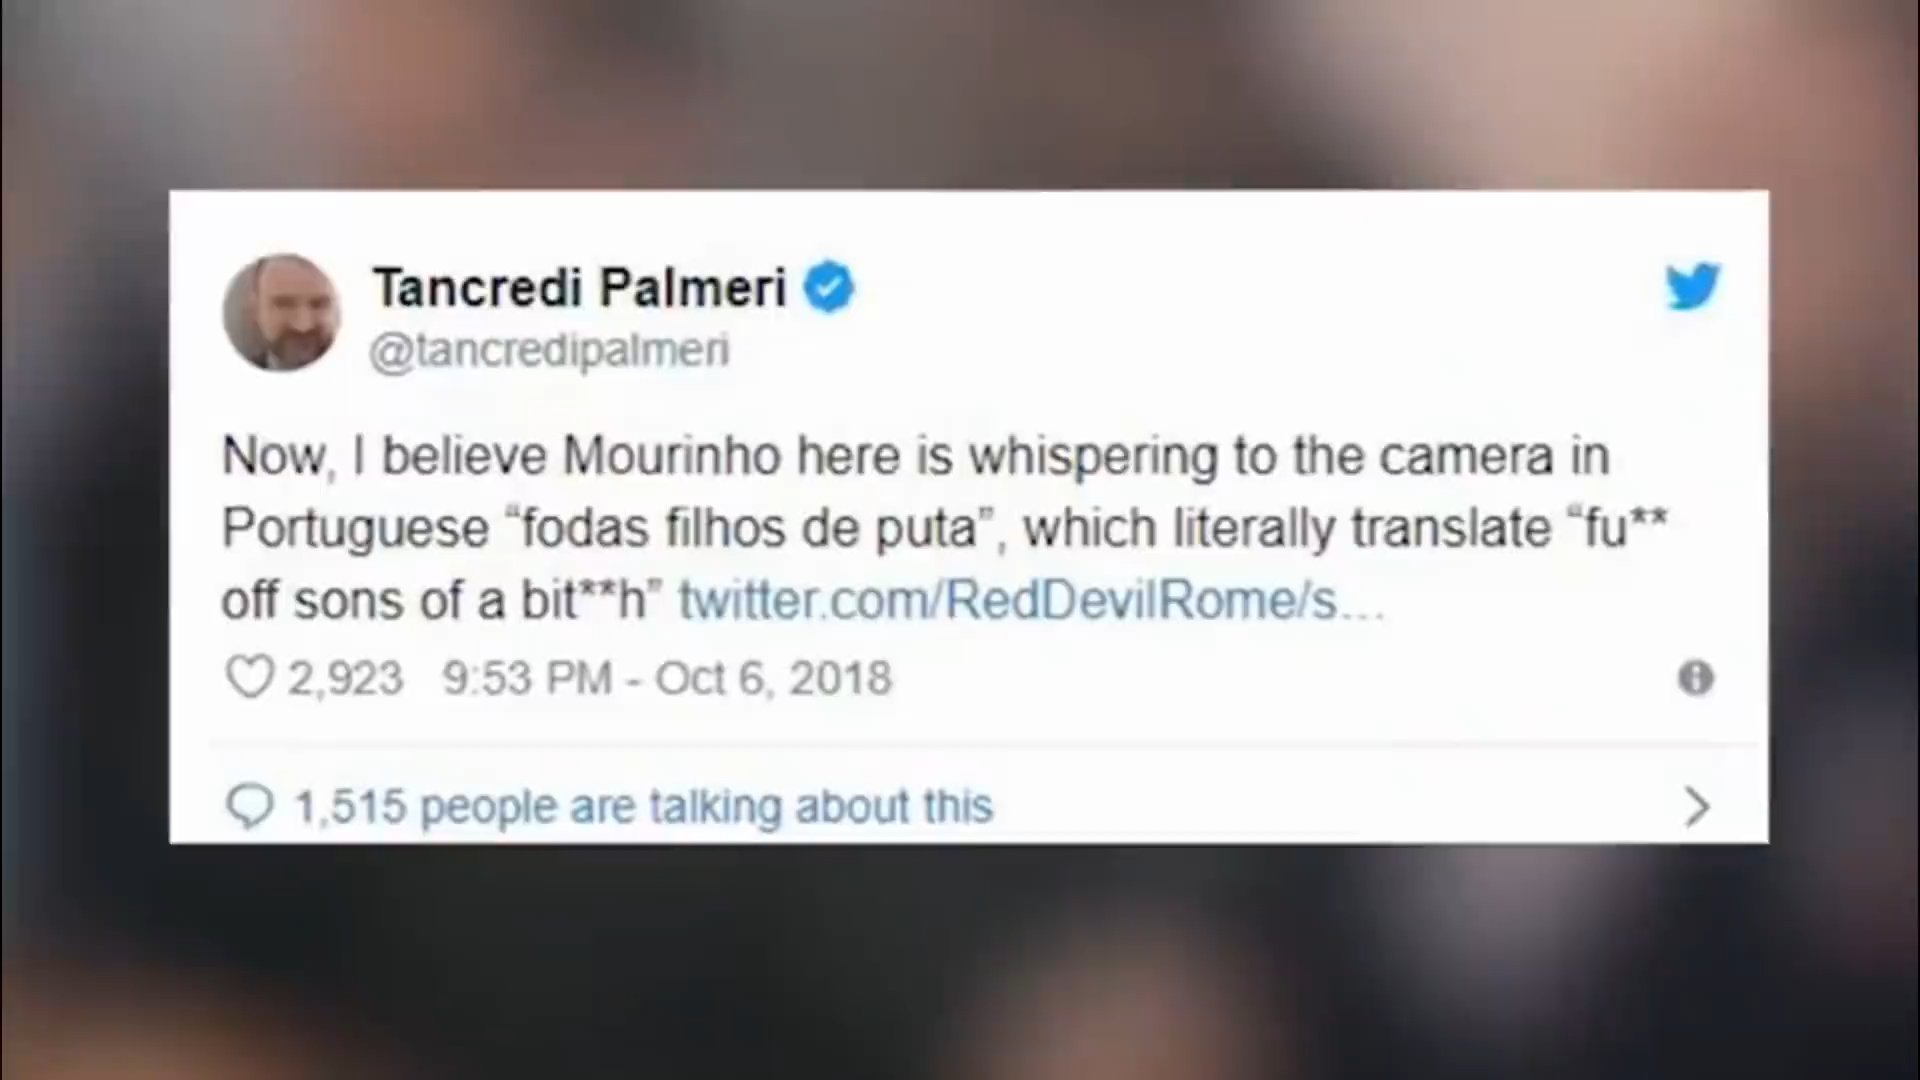 Tancredi Palmeri
@tancredipalmeri
Now, I believe Mourinho here is whispering to the camera in
Portuguese “fodas filhos de puta”, which literally translate “fu**
off sons of a bit**h” twitter.com/RedDevilRome/s…
2,923 9:53 PM - Oct 6, 2018
1,515 people are talking about this